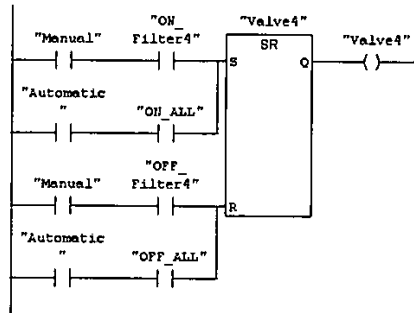 "ON_
"Valve4"
"Manual" Filter4" SR "Valve4"
S Q
"Automatic
" "ON_ALL"
"OFF_
"Manual" Filter4"
R
"Automatic
" "OFF_ALL"